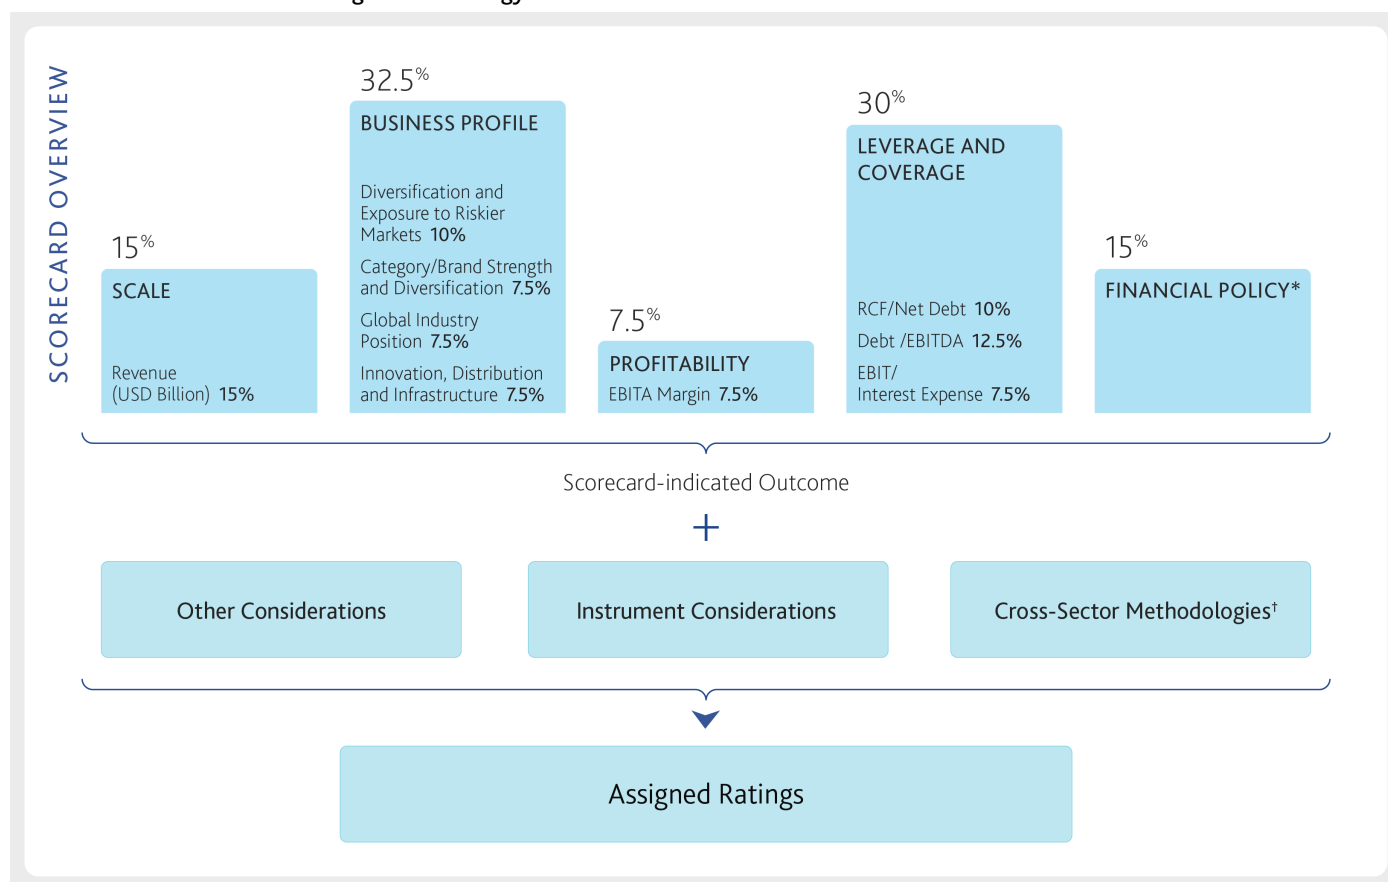 SCORECARD OVERVIEW
15%
SCALE
Revenue
(USD Billion) 15%
32.5%
BUSINESS PROFILE
Diversification and
Exposure to Riskier
Markets 10%
Category/Brand Strength
and Diversification 7.5%
Global Industry
Position 7.5%
Innovation, Distribution
and Infrastructure 7.5%
7.5%
PROFITABILITY
EBITA Margin 7.5%
30%
LEVERAGE AND
COVERAGE
RCF/Net Debt 10%
Debt /EBITDA 12.5%
EBIT/
Interest Expense 7.5%
15%
FINANCIAL POLICY*
Scorecard-indicated Outcome
+
Other Considerations
Instrument Considerations
Cross-Sector Methodologies†
Assigned Ratings